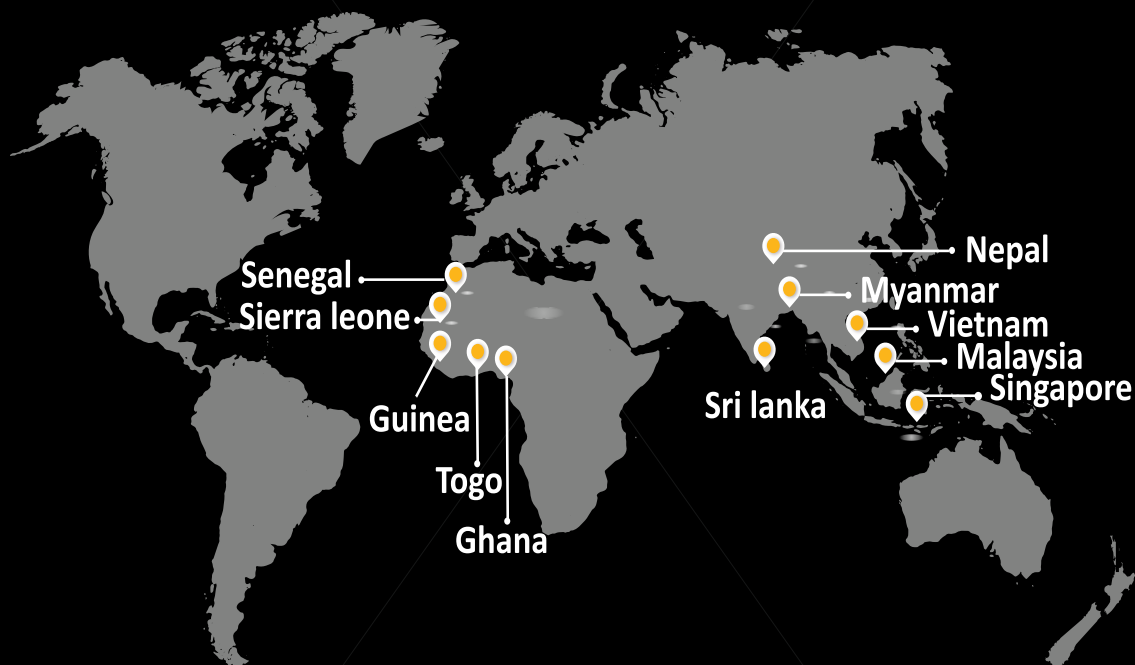 Nepal
Senegal
Myanmar
Sierra leone
Vietnam
Malaysia
Singapore
Sri lanka
Guinea
Togo
Ghana